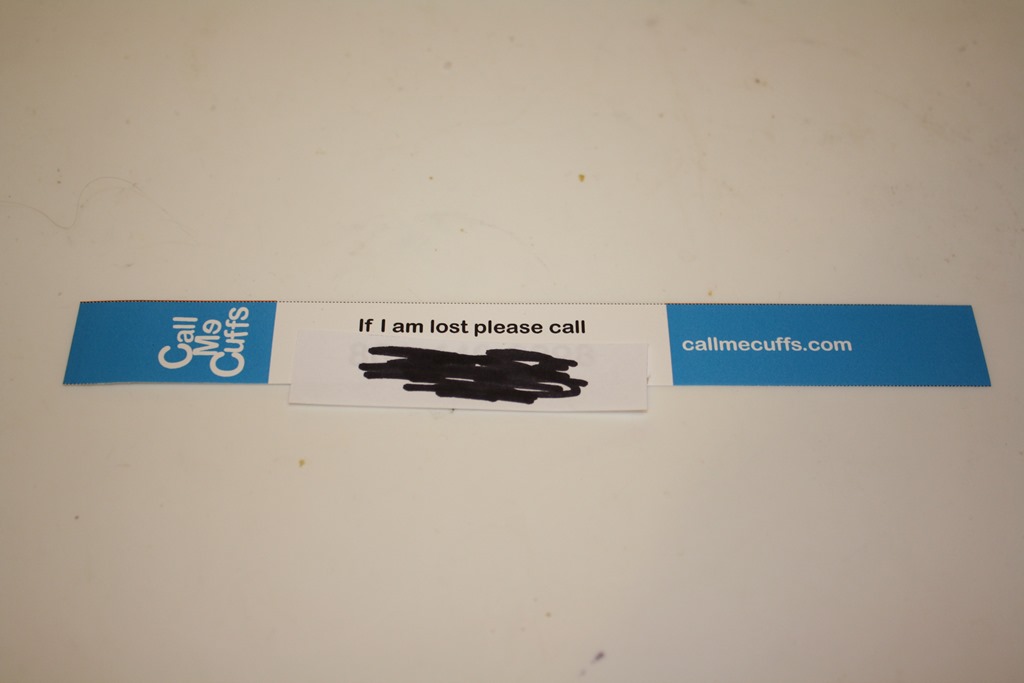 Call
Me
Cuffs
If I am lost please call
callmecuffs.com